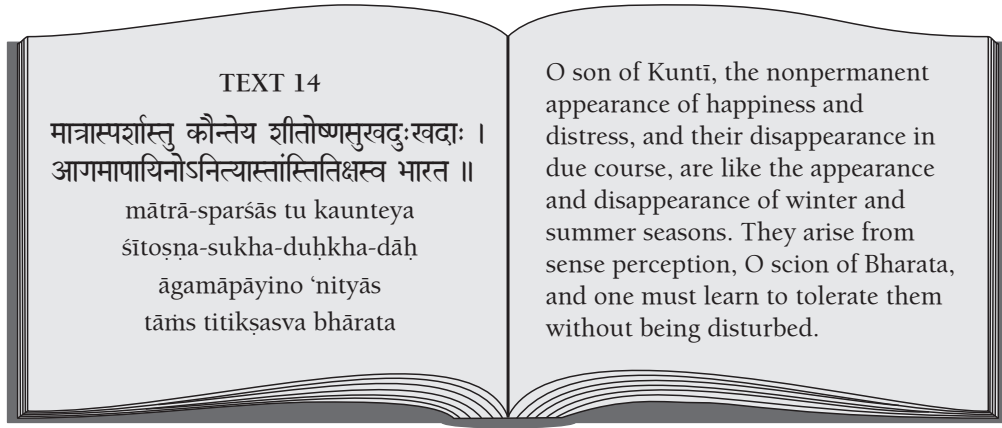 TEXT 14
मात्रास्पर्शास्तु कौन्तेय शीतोष्णसुखदुःखदाः ।
आगमापायिनोऽनित्यास्तांस्तितिक्षस्व भारत ॥
mātrā-sparśās tu kaunteya
śītoṣṇa-sukha-duḥkha-dāḥ
āgamāpāyino ‘nityās
tāṁs titikṣasva bhārata
O son of Kuntī, the nonpermanent
appearance of happiness and
distress, and their disappearance in
due course, are like the appearance
and disappearance of winter and
summer seasons. They arise from
sense perception, O scion of Bharata,
and one must learn to tolerate them
without being disturbed.